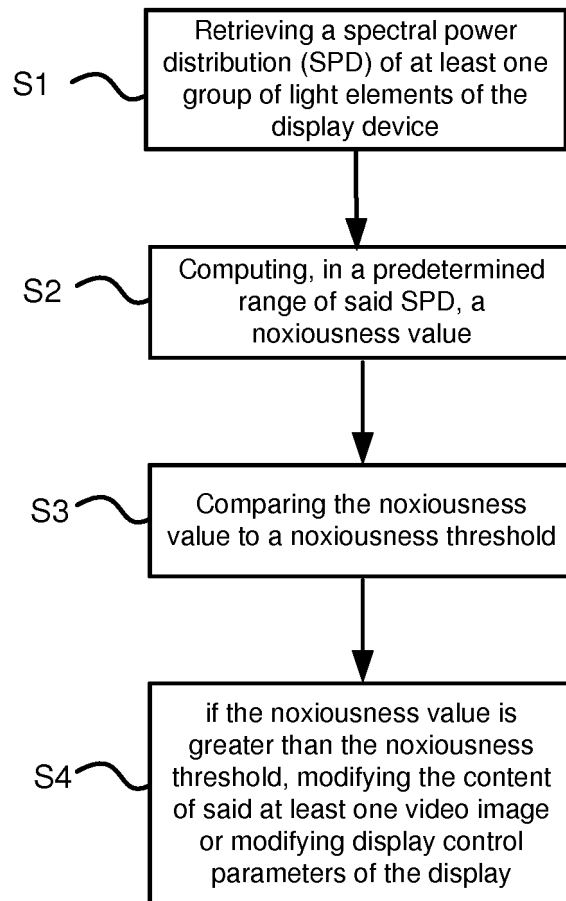 S1
Retrieving a spectral power
distribution (SPD) of at least one
group of light elements of the
display device
S2
Computing, in a predetermined
range of said SPD, a
noxiousness value
S3
Comparing the noxiousness
value to a noxiousness threshold
S4
if the noxiousness value is
greater than the noxiousness
threshold, modifying the content
of said at least one video image
or modifying display control
parameters of the display